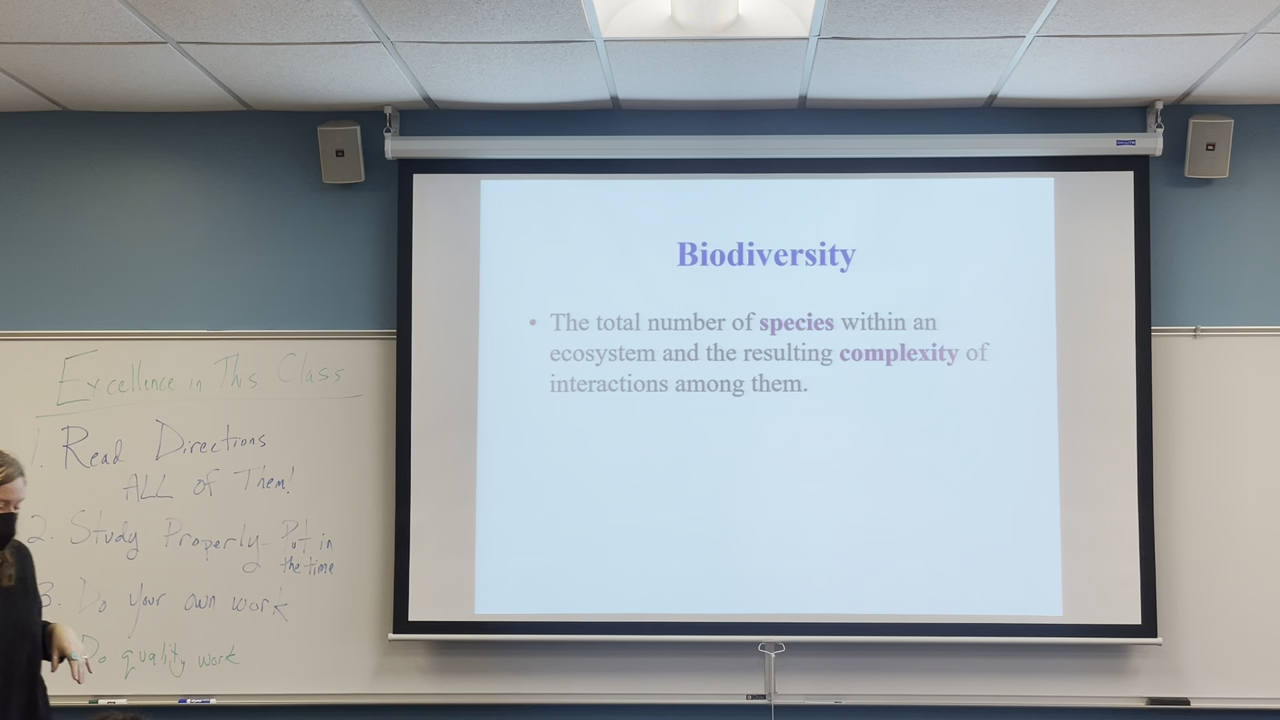 Biodiversity
• The total number of species within an
ecosystem and the resulting complexity of
interactions among them.
Excellence in This Class
1. Read Directions
ALL of Them!
2. Study Properly - Put in
the time
3. Do your own work
Do quality work